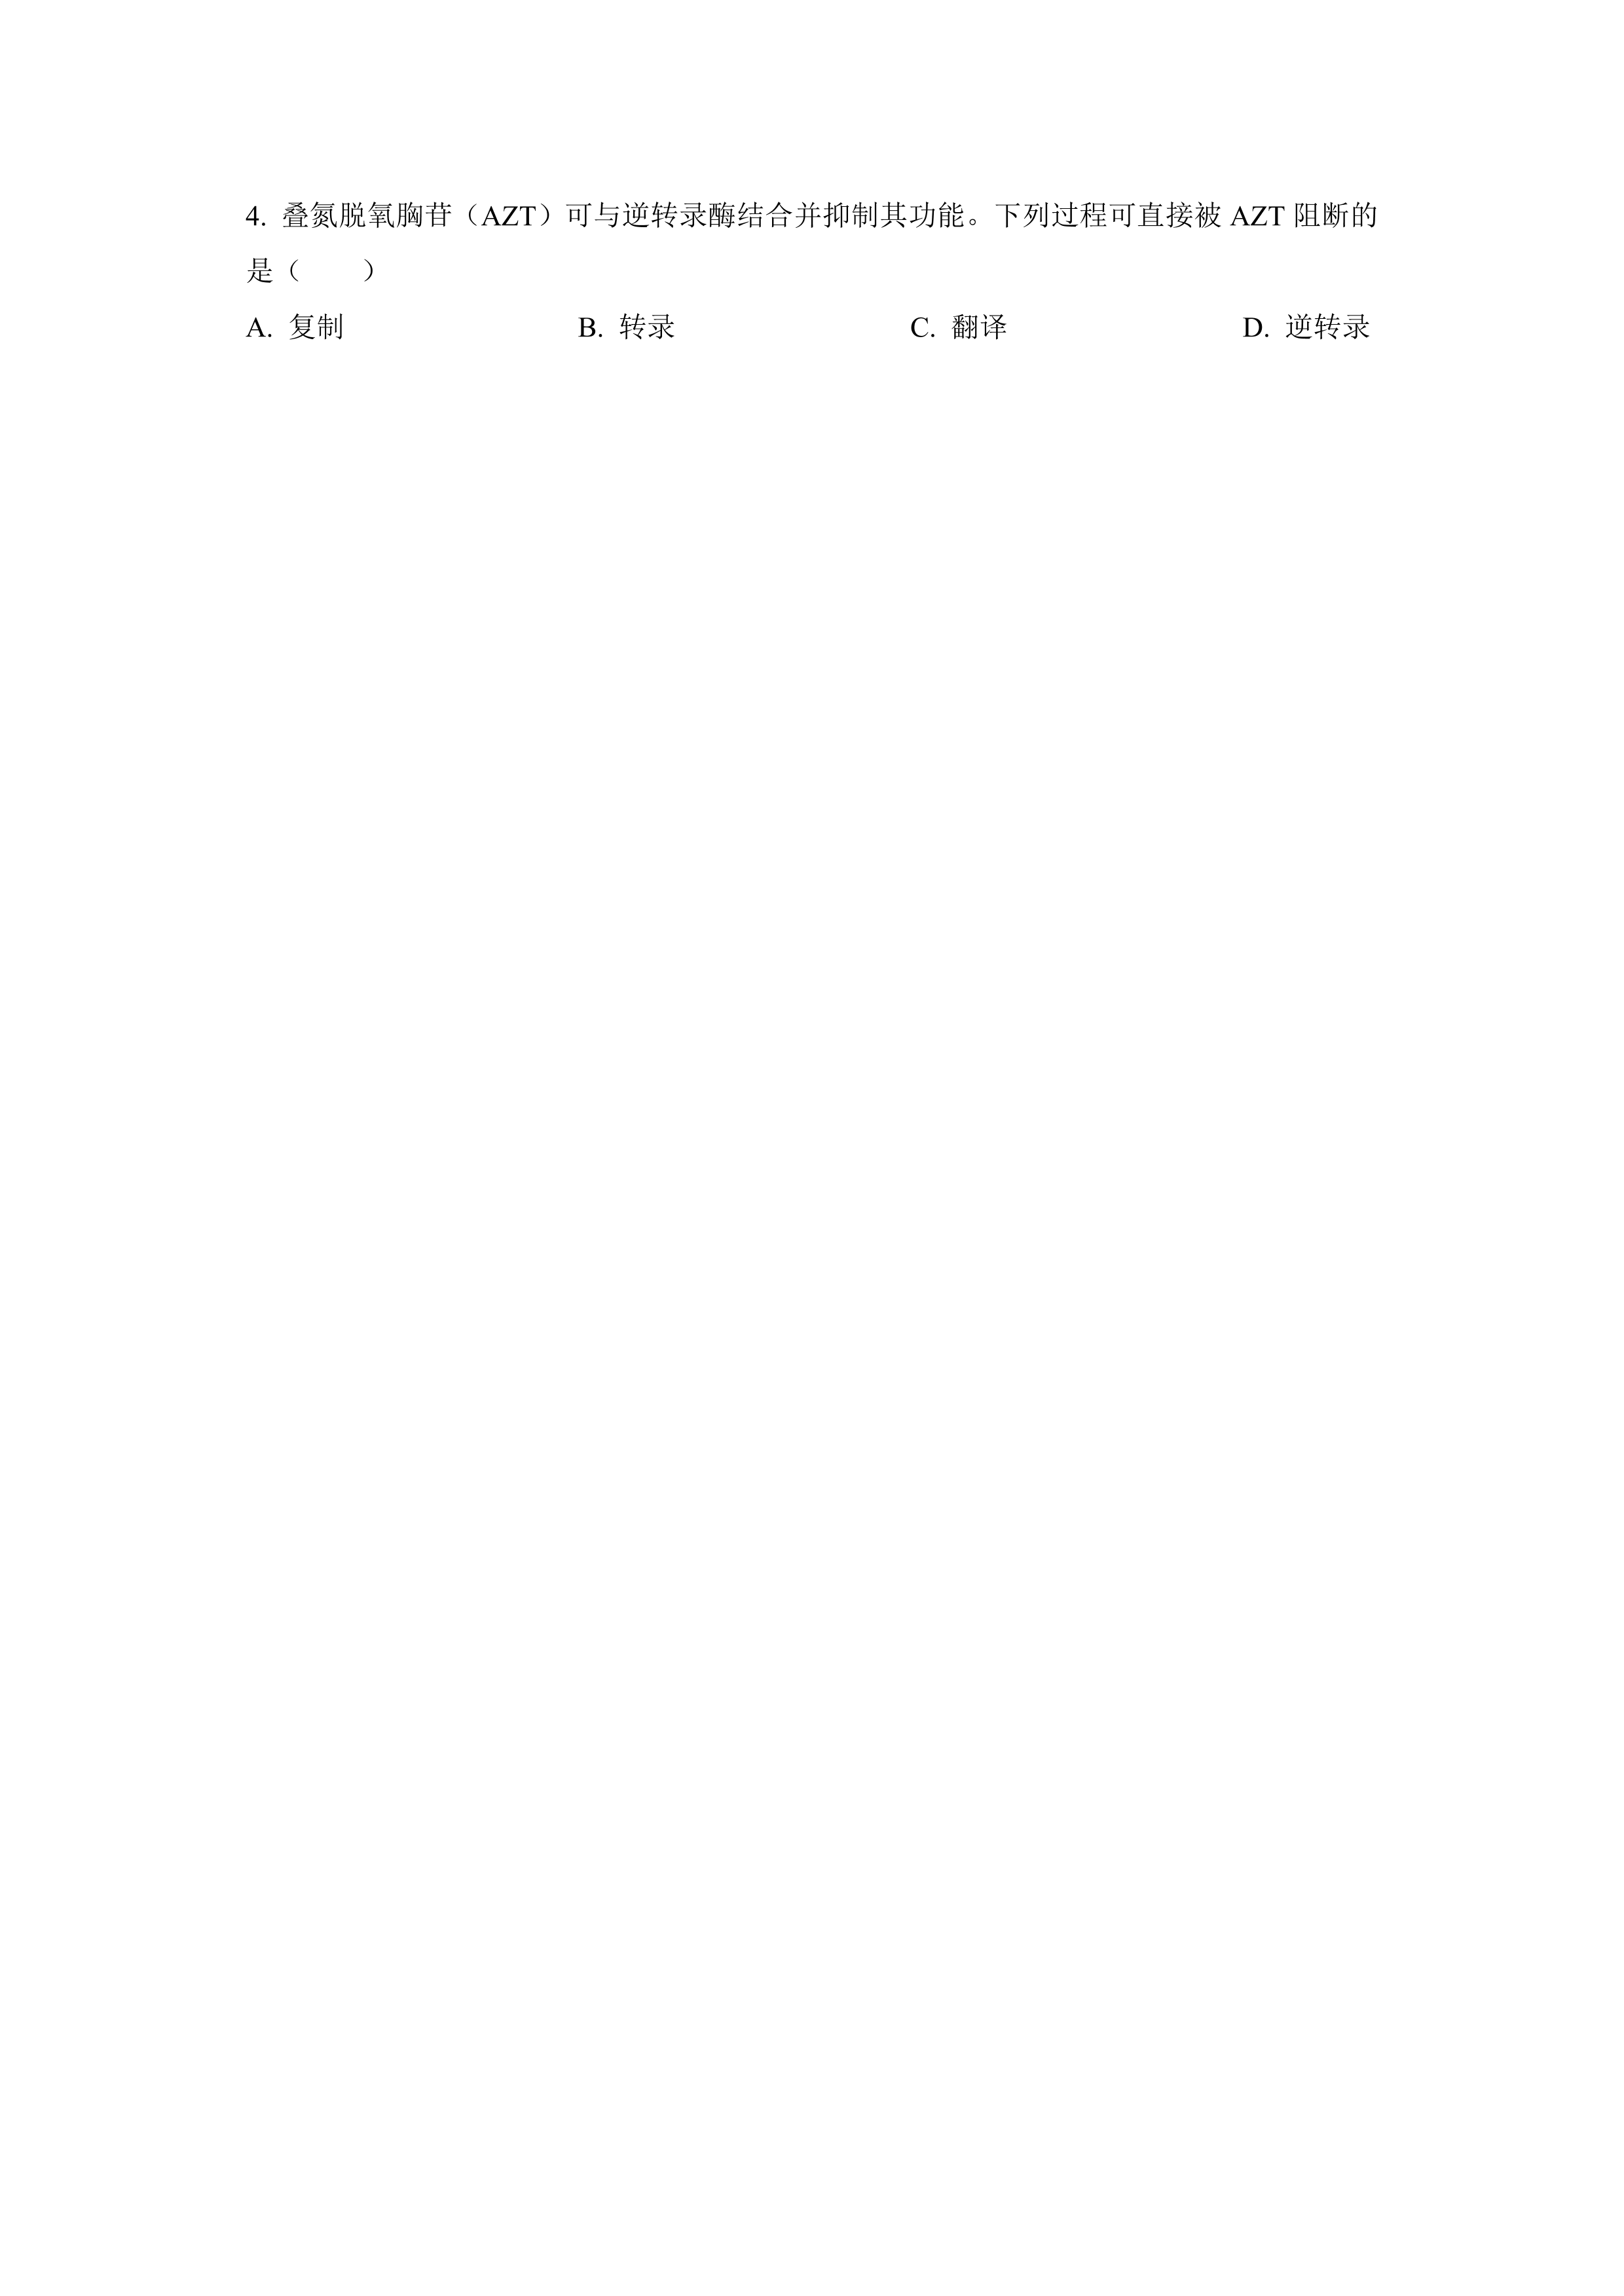 4. 叠氮脱氧胸苷（AZT）可与逆转录酶结合并抑制其功能。下列过程可直接被 AZT 阻断的
是（　　）
A. 复制　　B. 转录　　C. 翻译　　D. 逆转录